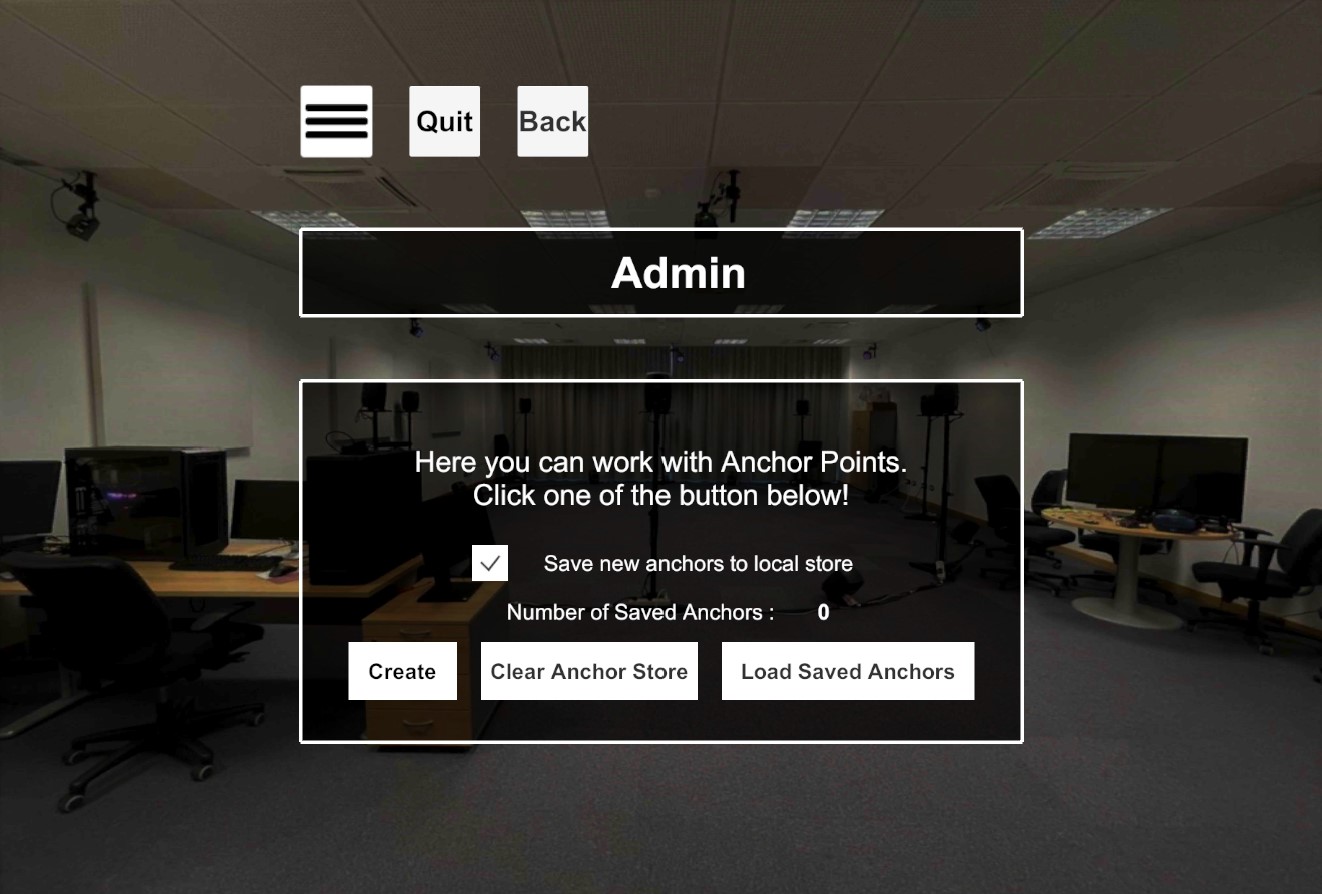 Quit Back
Admin
Here you can work with Anchor Points.
Click one of the button below!
Save new anchors to local store
Number of Saved Anchors : 0
Create Clear Anchor Store Load Saved Anchors